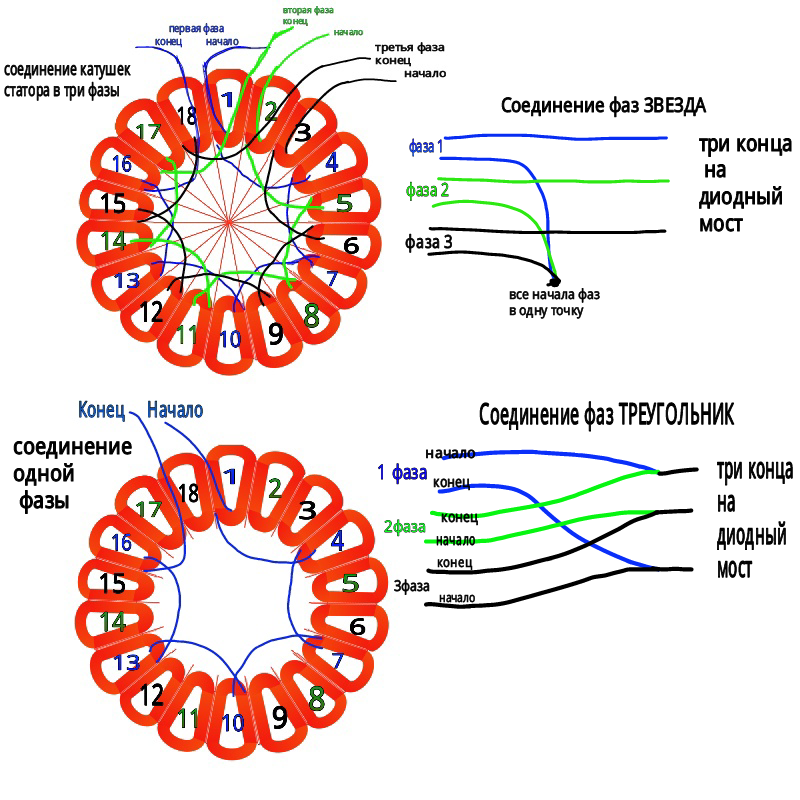 вторая фаза
конец
начало
первая фаза
конец начало
третья фаза
конец
начало
соединение катушек
статора в три фазы
1
2
3
4
5
6
7
8
9
10
11
12
13
14
15
16
17
18
Соединение фаз ЗВЕЗДА
фаза 1
фаза 2
фаза 3
три конца
на
диодный
мост
все начала фаз
в одну точку
Конец Начало
соединение
одной
фазы
1
2
3
4
5
6
7
8
9
10
11
12
13
14
15
16
17
18
Соединение фаз ТРЕУГОЛЬНИК
начало
1 фаза
конец
конец
2фаза
начало
конец
3фаза
начало
три конца
на
диодный
мост